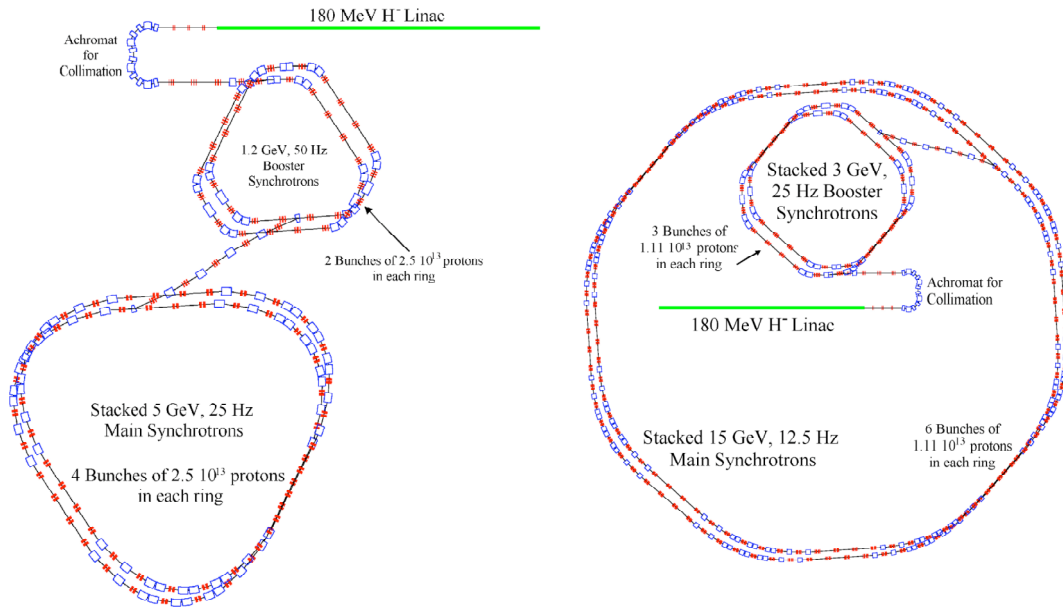 180 MeV H⁻ Linac
Achromat
for
Collimation
1.2 GeV, 50 Hz
Booster
Synchrotrons
2 Bunches of 2.5 10¹³ protons
in each ring
Stacked 5 GeV, 25 Hz
Main Synchrotrons
4 Bunches of 2.5 10¹³ protons
in each ring
Stacked 3 GeV,
25 Hz Booster
Synchrotrons
3 Bunches of
1.11 10¹³ protons
in each ring
Achromat for
Collimation
180 MeV H⁻ Linac
Stacked 15 GeV, 12.5 Hz
Main Synchrotrons
6 Bunches of
1.11 10¹³ protons
in each ring